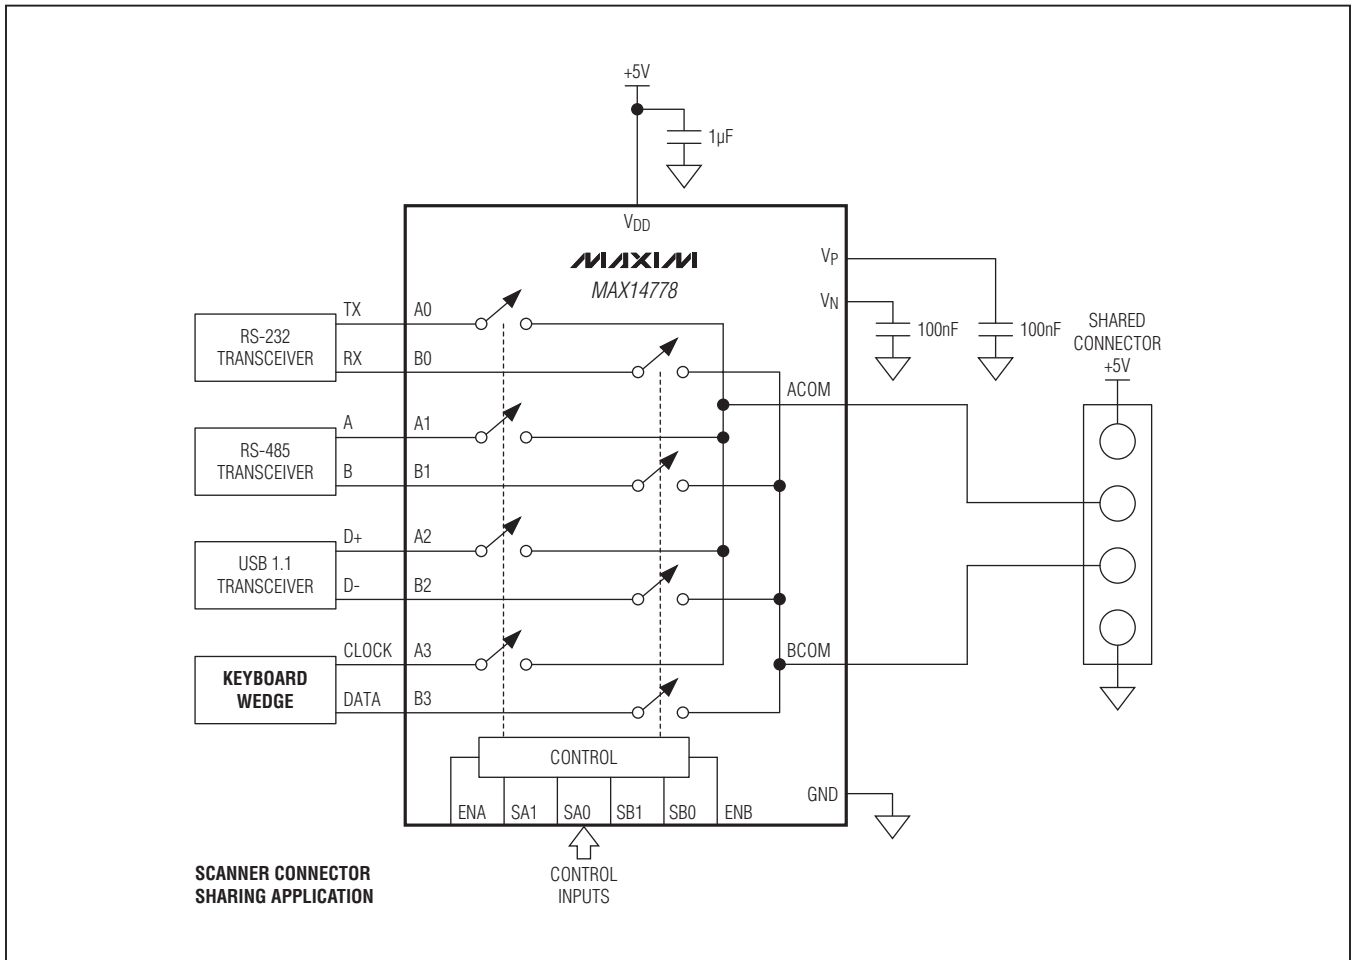 +5V
1µF
VDD
MAXIM
MAX14778
VP
VN
100nF
100nF
SHARED
CONNECTOR
+5V
RS-232
TRANSCEIVER
TX
A0
RX
B0
ACOM
RS-485
TRANSCEIVER
A
A1
B
B1
USB 1.1
TRANSCEIVER
D+
A2
D-
B2
KEYBOARD
WEDGE
CLOCK
A3
DATA
B3
BCOM
CONTROL
GND
ENA
SA1
SA0
SB1
SB0
ENB
CONTROL
INPUTS
SCANNER CONNECTOR
SHARING APPLICATION